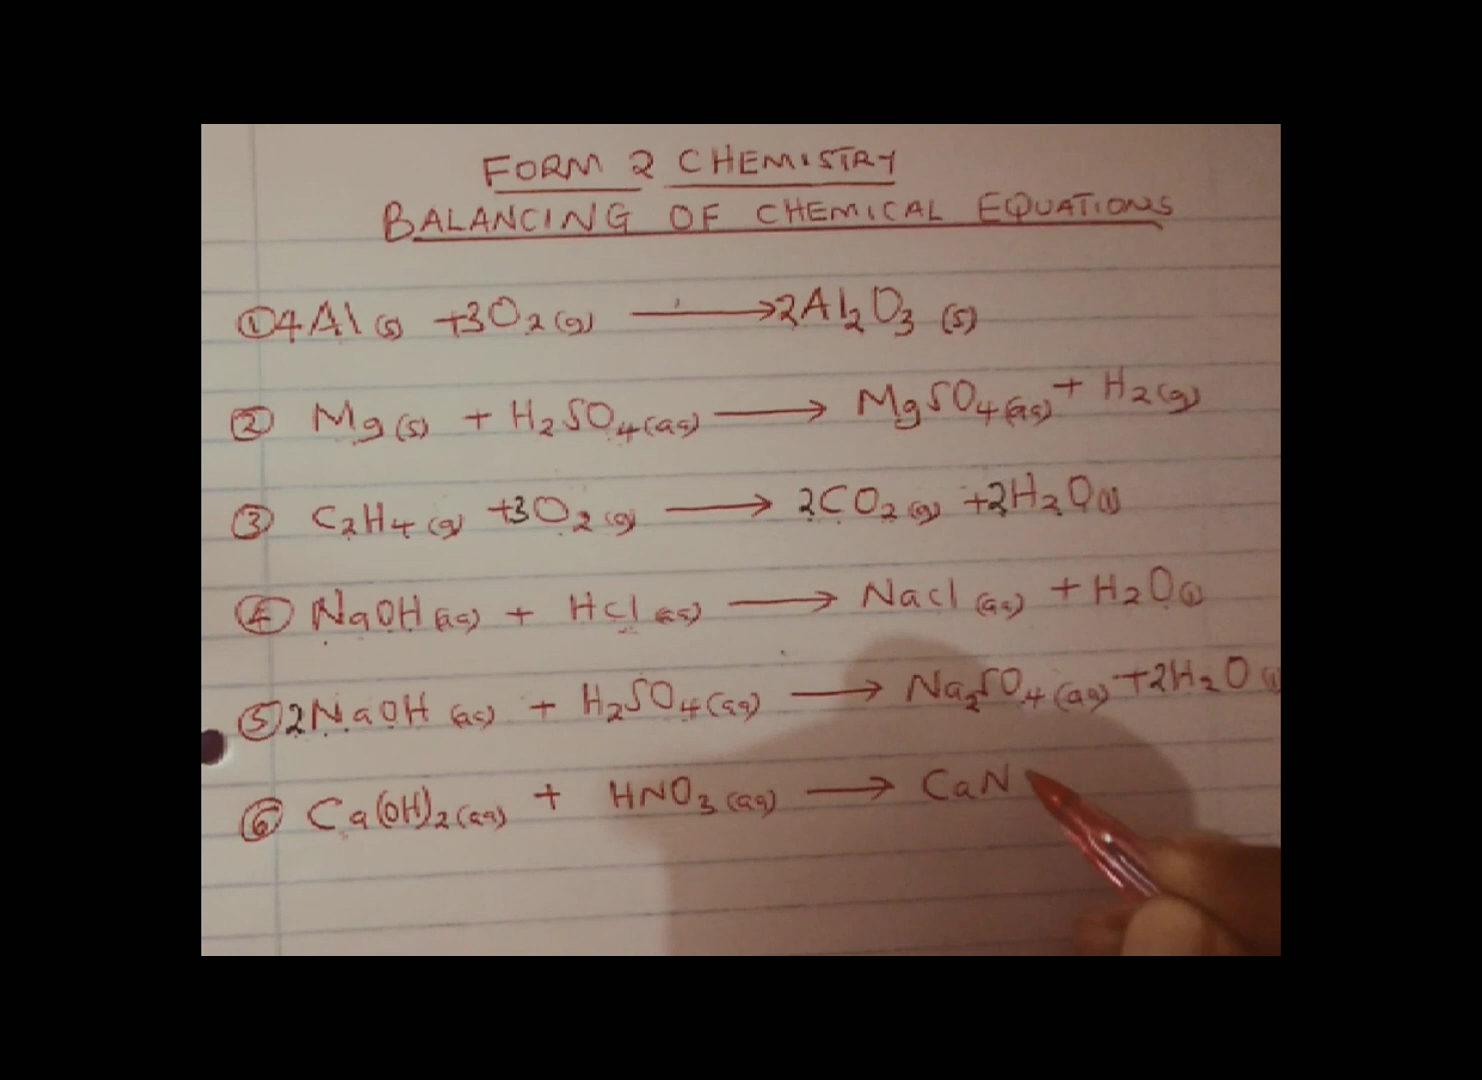 FORM 2 CHEMISTRY
BALANCING OF CHEMICAL EQUATIONS
① 4Al(s) +3O₂(g) ⟶ 2Al₂O₃(s)
② Mg(s) + H₂SO₄(aq) ⟶ MgSO₄(aq) + H₂(g)
③ C₂H₄(g) +3O₂(g) ⟶ 2CO₂(g) +2H₂O(l)
④ NaOH(aq) + HCl(aq) ⟶ Nacl(aq) + H₂O(l)
⑤ 2NaOH(aq) + H₂SO₄(aq) ⟶ Na₂SO₄(aq) +2H₂O(l)
⑥ Ca(OH)₂(aq) + HNO₃(aq) ⟶ CaN